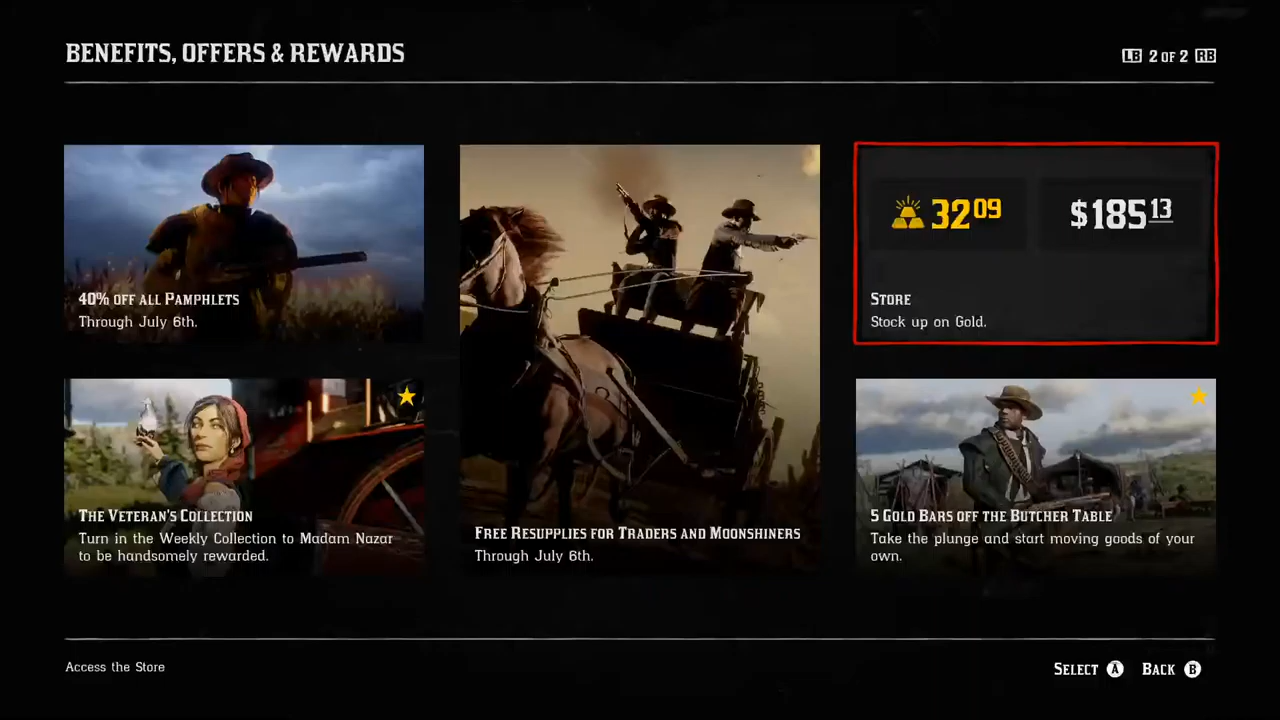 BENEFITS, OFFERS & REWARDS
LB 2 OF 2 RB
40% OFF ALL PAMPHLETS
Through July 6th.
THE VETERAN'S COLLECTION
Turn in the Weekly Collection to Madam Nazar
to be handsomely rewarded.
FREE RESUPPLIES FOR TRADERS AND MOONSHINERS
Through July 6th.
32 09
$185 13
STORE
Stock up on Gold.
5 GOLD BARS OFF THE BUTCHER TABLE
Take the plunge and start moving goods of your
own.
Access the Store
SELECT A BACK B